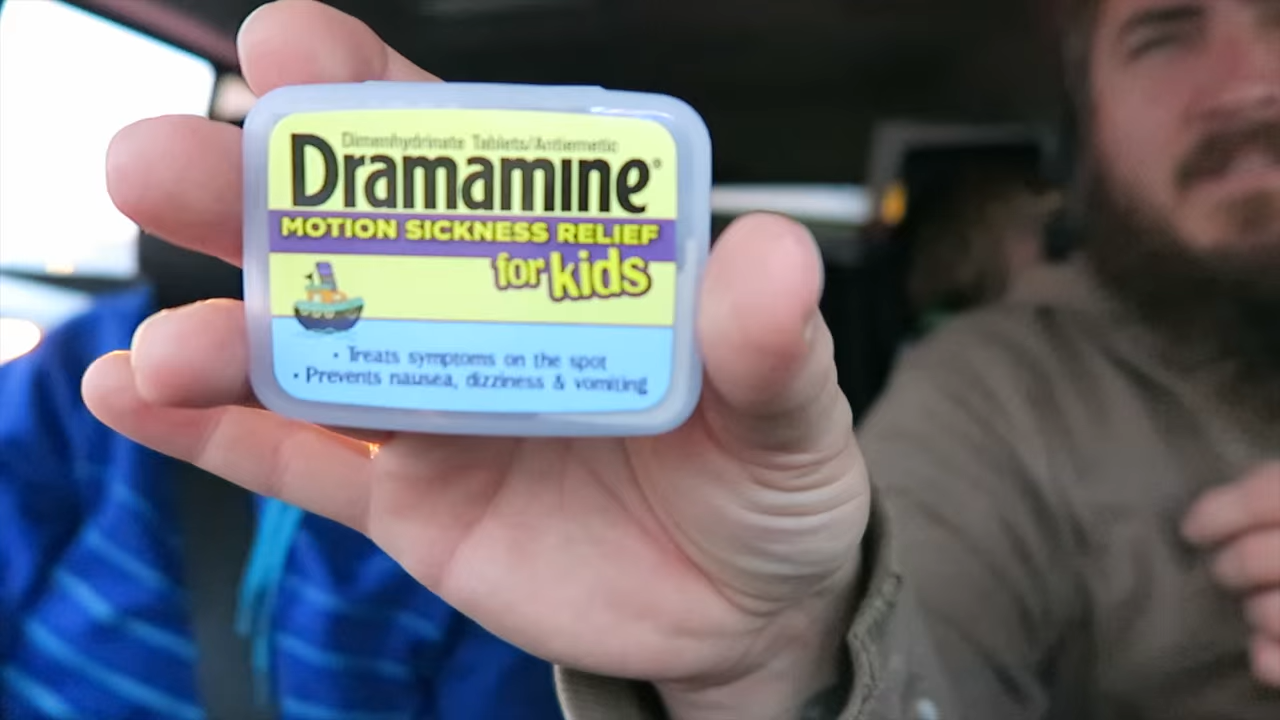 Dimenhydrinate Tablets/Antiemetic
Dramamine®
MOTION SICKNESS RELIEF
for kids
• Treats symptoms on the spot
• Prevents nausea, dizziness & vomiting